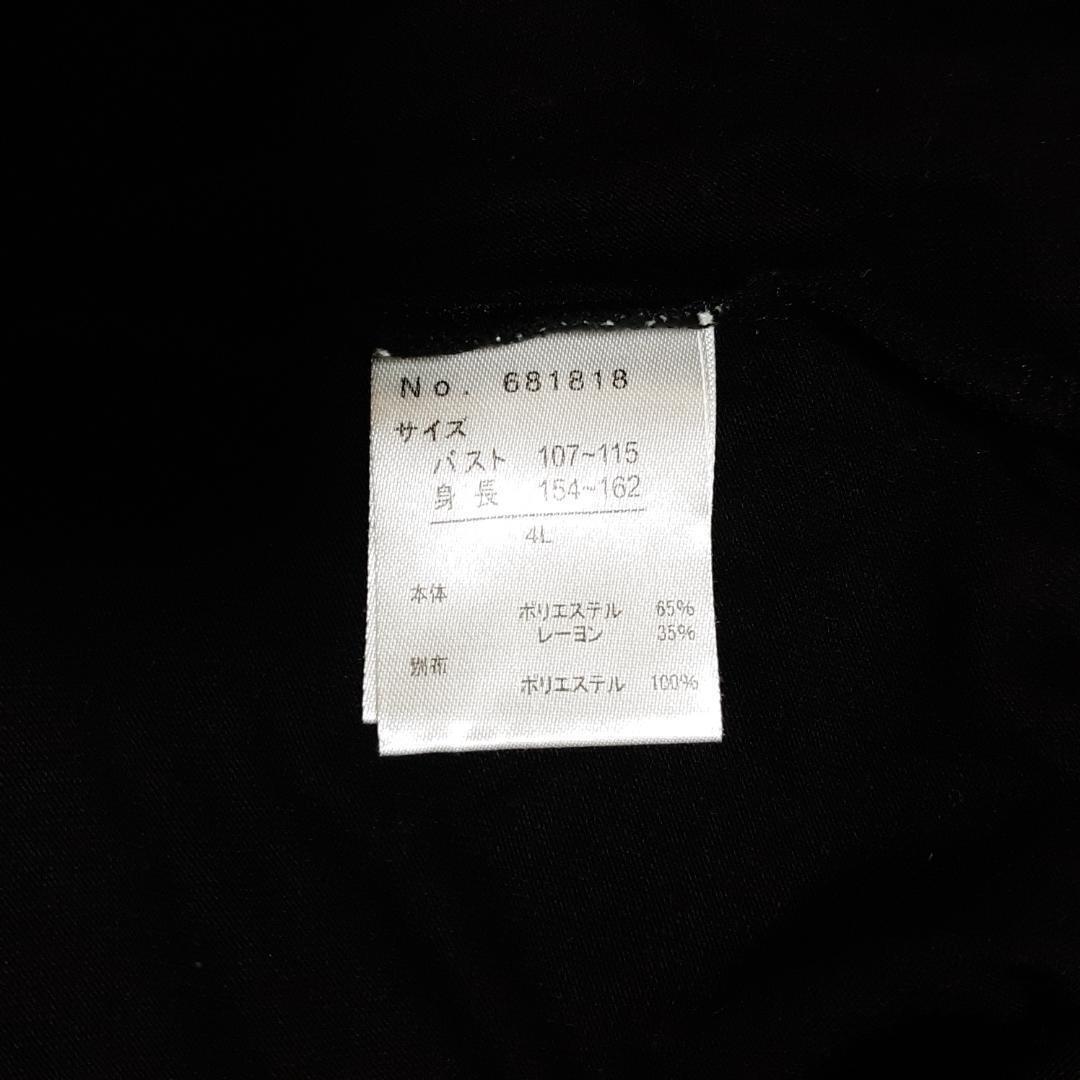 No. 681818
サイズ
バスト 107~115
身長 154~162
4L
本体
ポリエステル 65%
レーヨン 35%
別布
ポリエステル 100%